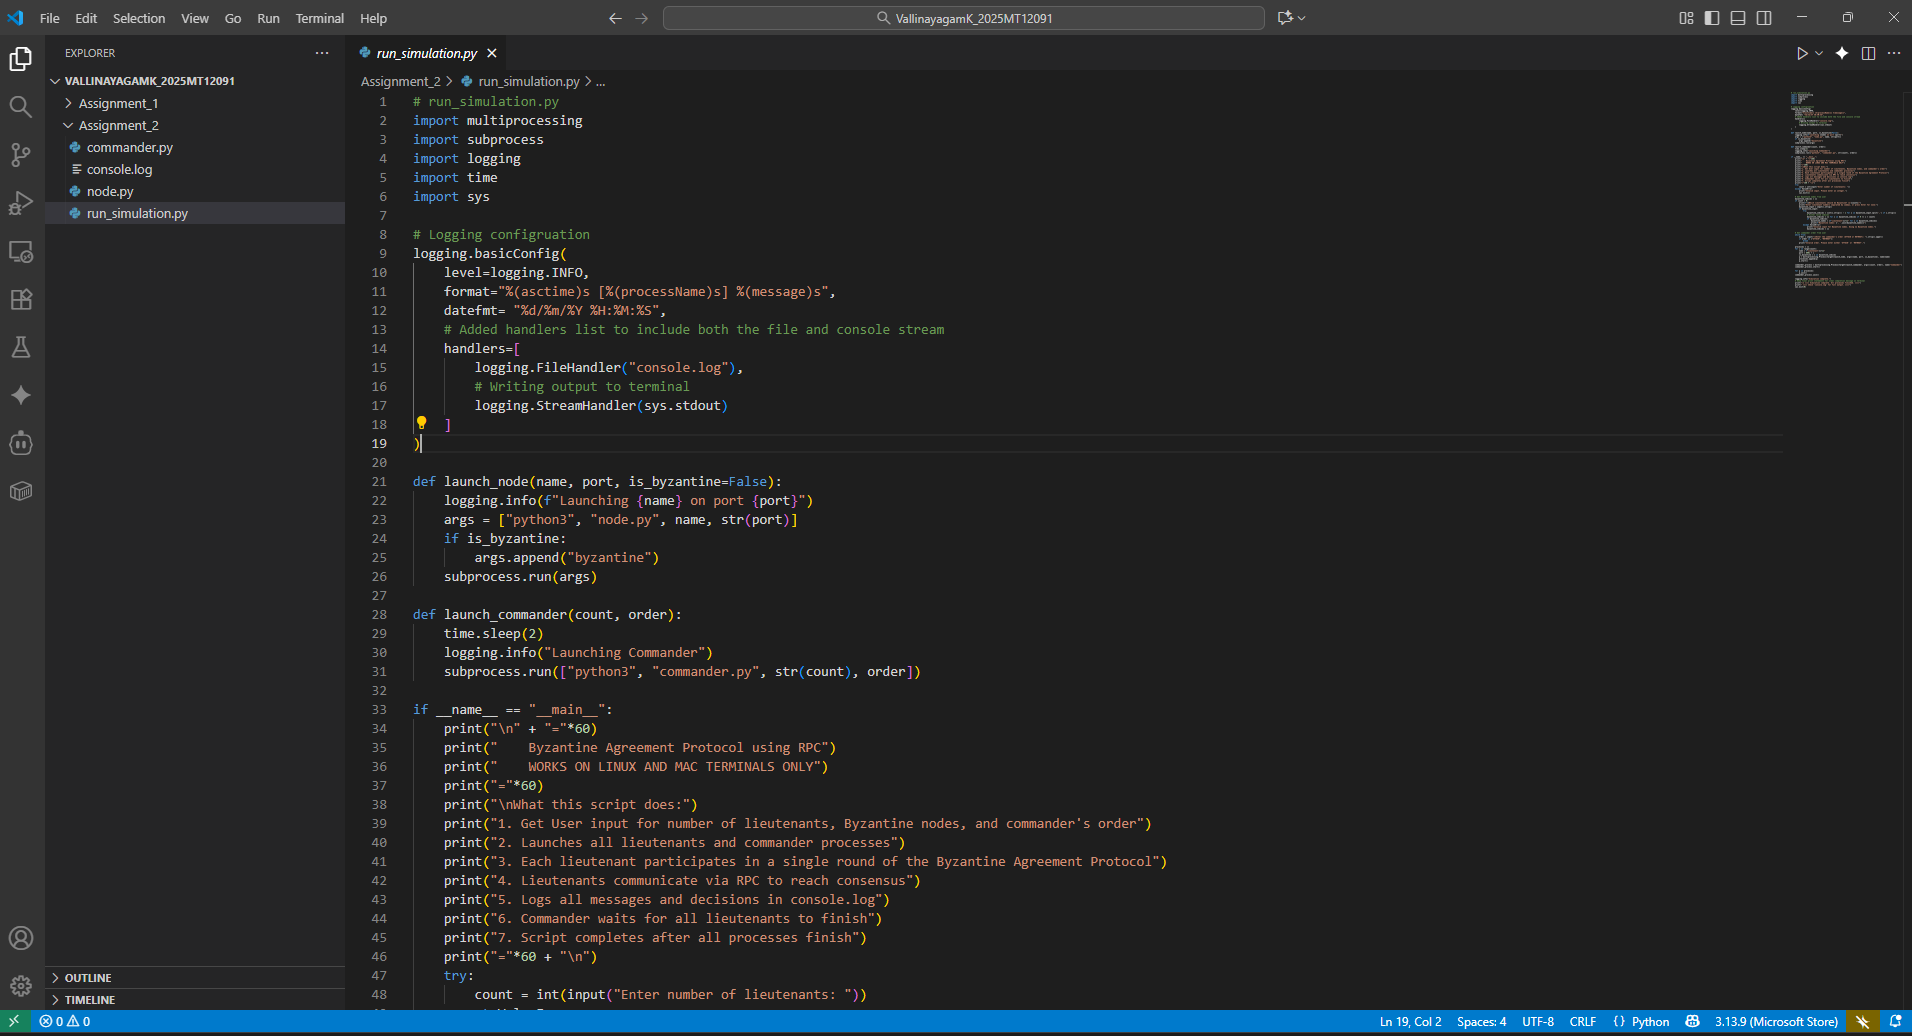 File Edit Selection View Go Run Terminal Help
VallinayagamK_2025MT12091
EXPLORER
VALLINAYAGAMK_2025MT12091
Assignment_1
Assignment_2
commander.py
console.log
node.py
run_simulation.py
OUTLINE
TIMELINE
run_simulation.py
Assignment_2 > run_simulation.py > ...
1 # run_simulation.py
2 import multiprocessing
3 import subprocess
4 import logging
5 import time
6 import sys
7
8 # Logging configruation
9 logging.basicConfig(
10     level=logging.INFO,
11     format="%(asctime)s [%(processName)s] %(message)s",
12     datefmt= "%d/%m/%Y %H:%M:%S",
13     # Added handlers list to include both the file and console stream
14     handlers=[
15         logging.FileHandler("console.log"),
16         # Writing output to terminal
17         logging.StreamHandler(sys.stdout)
18     ]
19 )
20
21 def launch_node(name, port, is_byzantine=False):
22     logging.info(f"Launching {name} on port {port}")
23     args = ["python3", "node.py", name, str(port)]
24     if is_byzantine:
25         args.append("byzantine")
26     subprocess.run(args)
27
28 def launch_commander(count, order):
29     time.sleep(2)
30     logging.info("Launching Commander")
31     subprocess.run(["python3", "commander.py", str(count), order])
32
33 if __name__ == "__main__":
34     print("\n" + "="*60)
35     print("    Byzantine Agreement Protocol using RPC")
36     print("    WORKS ON LINUX AND MAC TERMINALS ONLY")
37     print("="*60)
38     print("\nWhat this script does:")
39     print("1. Get User input for number of lieutenants, Byzantine nodes, and commander's order")
40     print("2. Launches all lieutenants and commander processes")
41     print("3. Each lieutenant participates in a single round of the Byzantine Agreement Protocol")
42     print("4. Lieutenants communicate via RPC to reach consensus")
43     print("5. Logs all messages and decisions in console.log")
44     print("6. Commander waits for all lieutenants to finish")
45     print("7. Script completes after all processes finish")
46     print("="*60 + "\n")
47     try:
48         count = int(input("Enter number of lieutenants: "))
0 0
Ln 19, Col 2 Spaces: 4 UTF-8 CRLF {} Python 3.13.9 (Microsoft Store)